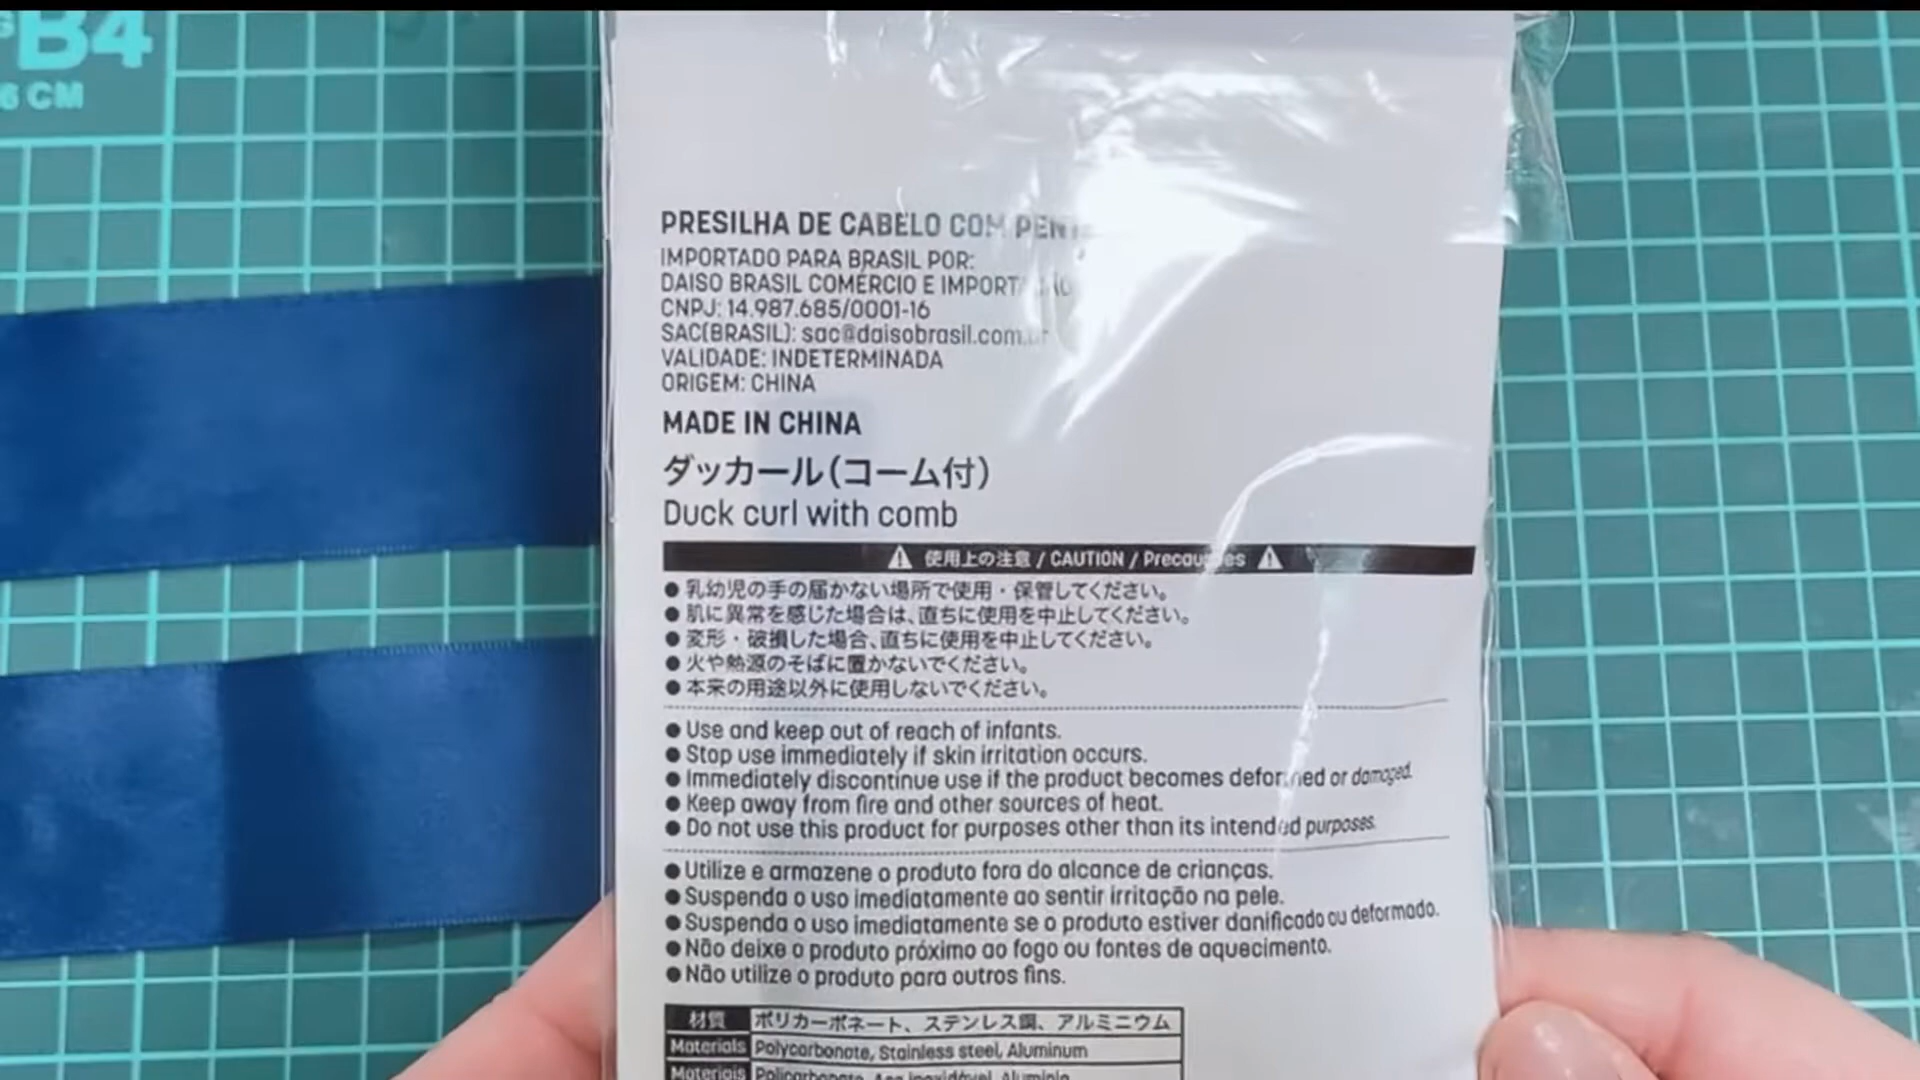 B4
6 CM
PRESILHA DE CABELO COM
IMPORTADO PARA BRASIL POR:
DAISO BRASIL COMÉRCIO E
CNPJ: 14.987.685/0001-16
SAC(BRASIL): sac@daisobrasil.com.br
VALIDADE: INDETERMINADA
ORIGEM: CHINA
MADE IN CHINA
ダッカール(コーム付)
Duck curl with comb
使用上の注意 / CAUTION /
●乳幼児の手の届かない場所で使用・保管してください。
●肌に異常を感じた場合は、直ちに使用を中止してください。
●変形・破損した場合、直ちに使用を中止してください。
●火や熱源のそばに置かないでください。
●本来の用途以外に使用しないでください。
●Use and keep out of reach of infants.
●Stop use immediately if skin irritation occurs.
●Immediately discontinue use if the product becomes deformed or damaged.
●Keep away from fire and other sources of heat.
●Do not use this product for purposes other than its intended purposes.
●Utilize e armazene o produto fora do alcance de crianças.
●Suspenda o uso imediatamente ao sentir irritação na pele.
●Suspenda o uso imediatamente se o produto estiver danificado ou deformado.
●Não deixe o produto próximo ao fogo ou fontes de aquecimento.
●Não utilize o produto para outros fins.
材質 ポリカーボネート、ステンレス鋼、アルミニウム
Materials Polycarbonate, Stainless steel, Aluminum